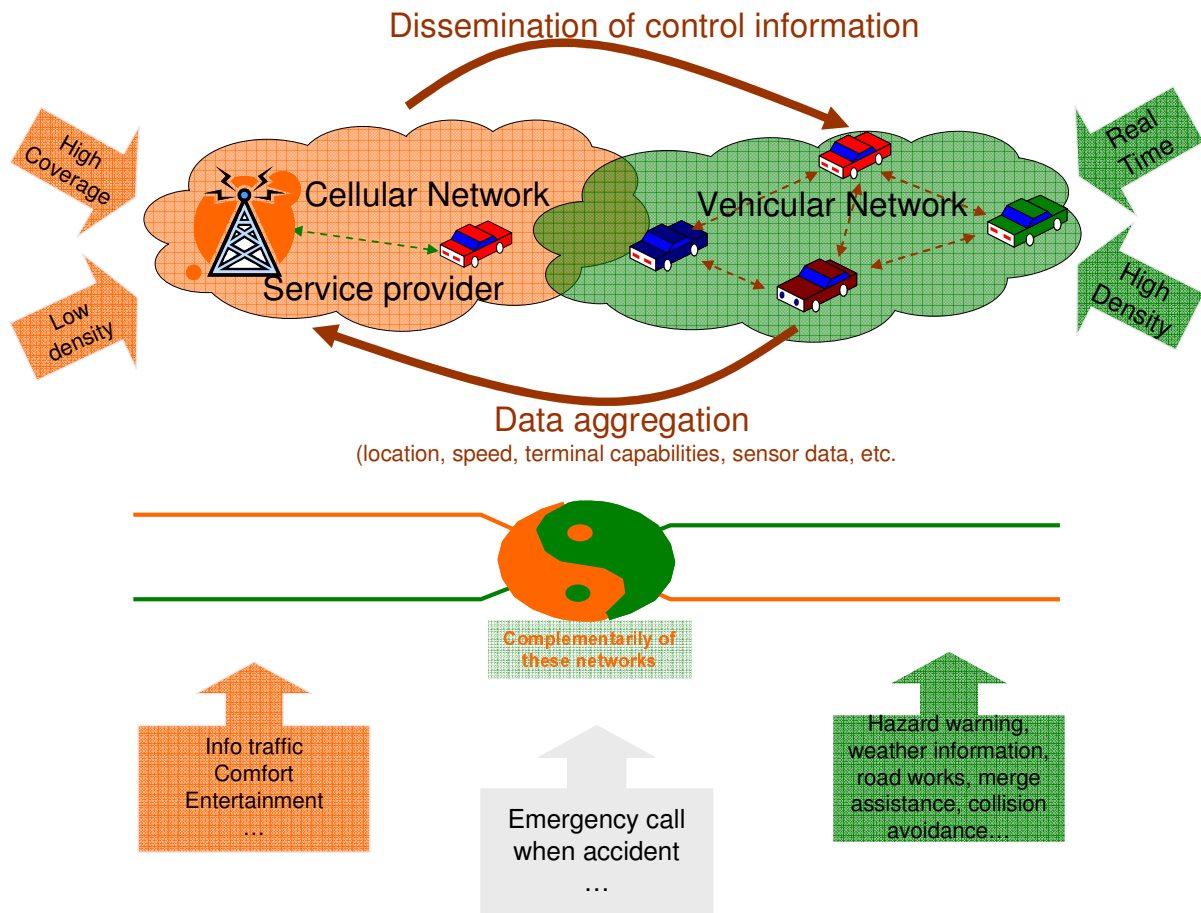 Dissemination of control information
High
Coverage
Real
Time
Cellular Network
Vehicular Network
Service provider
Low
density
High
Density
Data aggregation
(location, speed, terminal capabilities, sensor data, etc.
Complementarily of
these networks
Info traffic
Comfort
Entertainment
…
Emergency call
when accident
…
Hazard warning,
weather information,
road works, merge
assistance, collision
avoidance…